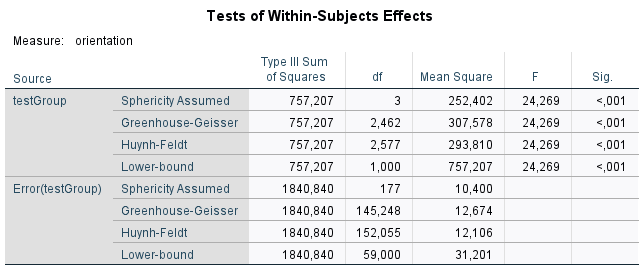 Tests of Within-Subjects Effects
Measure: orientation
Source Type III Sum of Squares df Mean Square F Sig.
testGroup Sphericity Assumed 757,207 3 252,402 24,269 <,001
Greenhouse-Geisser 757,207 2,462 307,578 24,269 <,001
Huynh-Feldt 757,207 2,577 293,810 24,269 <,001
Lower-bound 757,207 1,000 757,207 24,269 <,001
Error(testGroup) Sphericity Assumed 1840,840 177 10,400
Greenhouse-Geisser 1840,840 145,248 12,674
Huynh-Feldt 1840,840 152,055 12,106
Lower-bound 1840,840 59,000 31,201